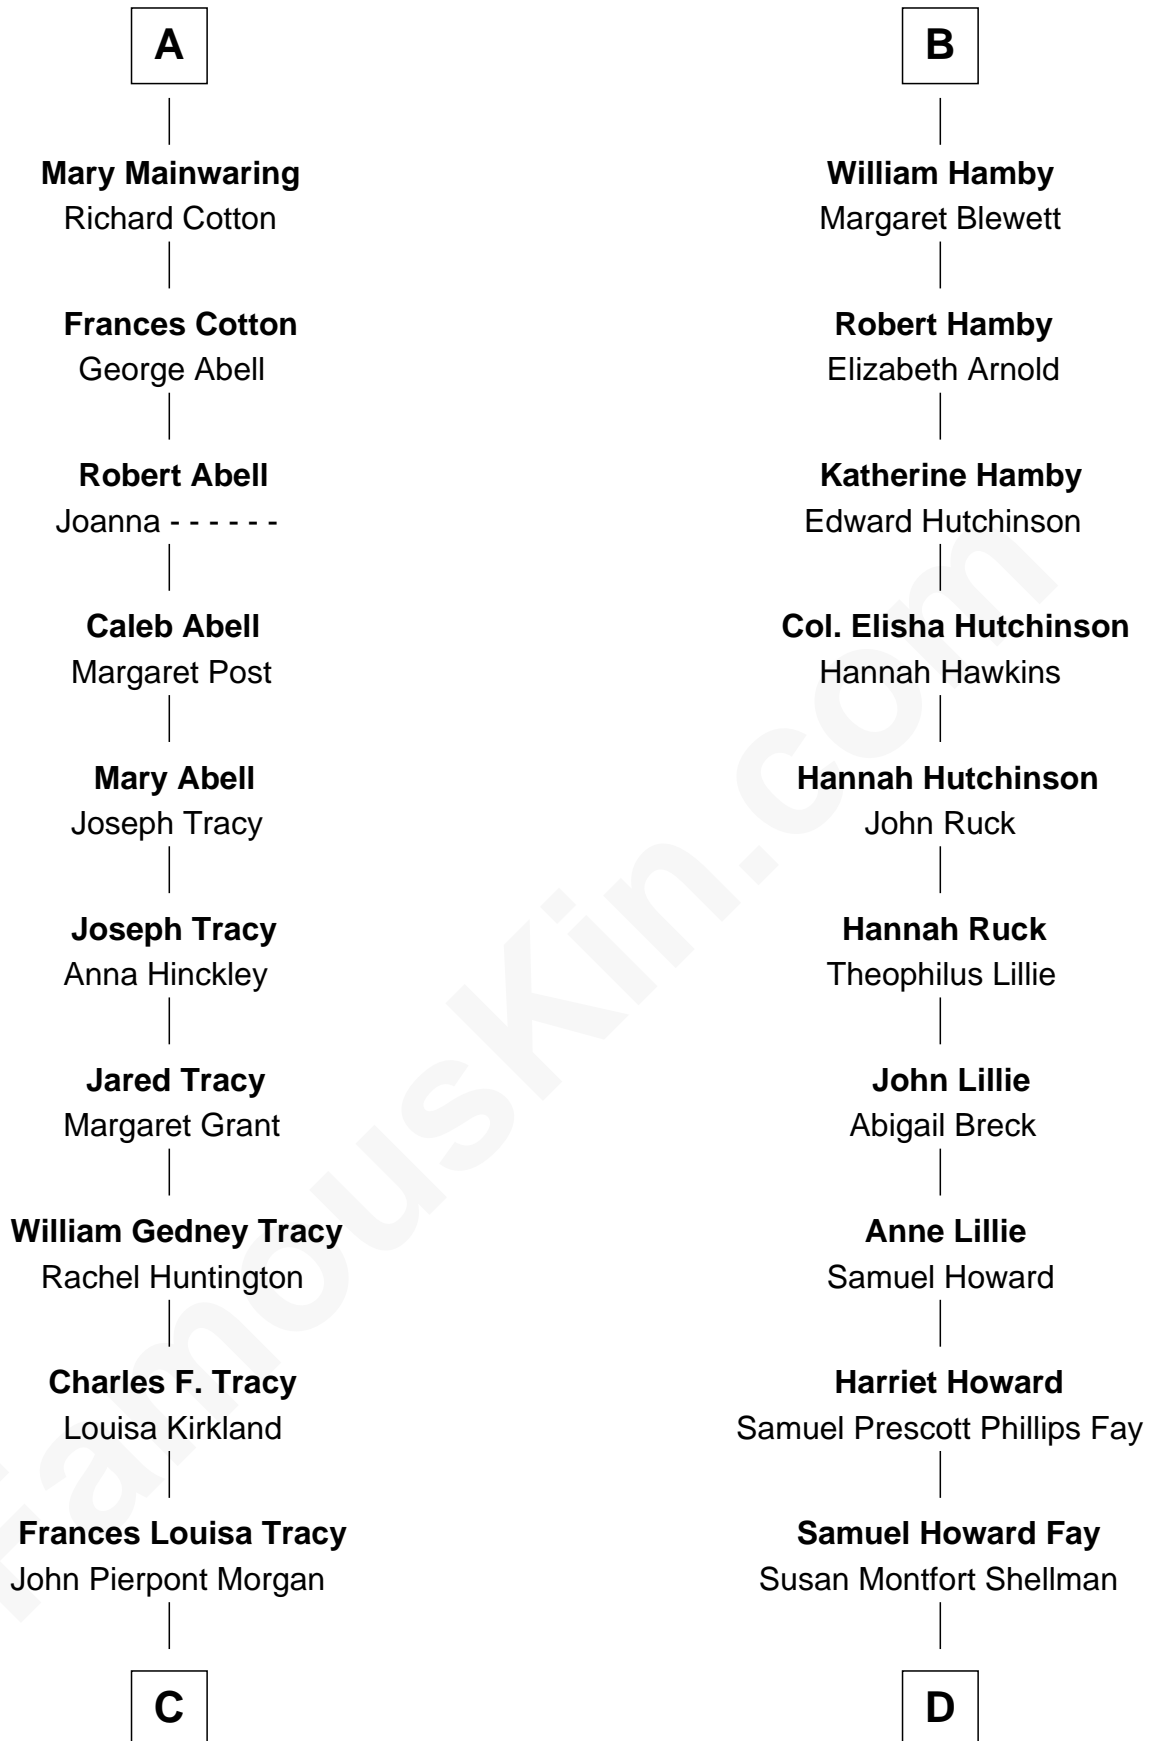 A
Mary Mainwaring
Richard Cotton
Frances Cotton
George Abell
Robert Abell
Joanna - - - - - -
Caleb Abell
Margaret Post
Mary Abell
Joseph Tracy
Joseph Tracy
Anna Hinckley
Jared Tracy
Margaret Grant
William Gedney Tracy
Rachel Huntington
Charles F. Tracy
Louisa Kirkland
Frances Louisa Tracy
John Pierpont Morgan
C
B
William Hamby
Margaret Blewett
Robert Hamby
Elizabeth Arnold
Katherine Hamby
Edward Hutchinson
Col. Elisha Hutchinson
Hannah Hawkins
Hannah Hutchinson
John Ruck
Hannah Ruck
Theophilus Lillie
John Lillie
Abigail Breck
Anne Lillie
Samuel Howard
Harriet Howard
Samuel Prescott Phillips Fay
Samuel Howard Fay
Susan Montfort Shellman
D
FamousKin.com